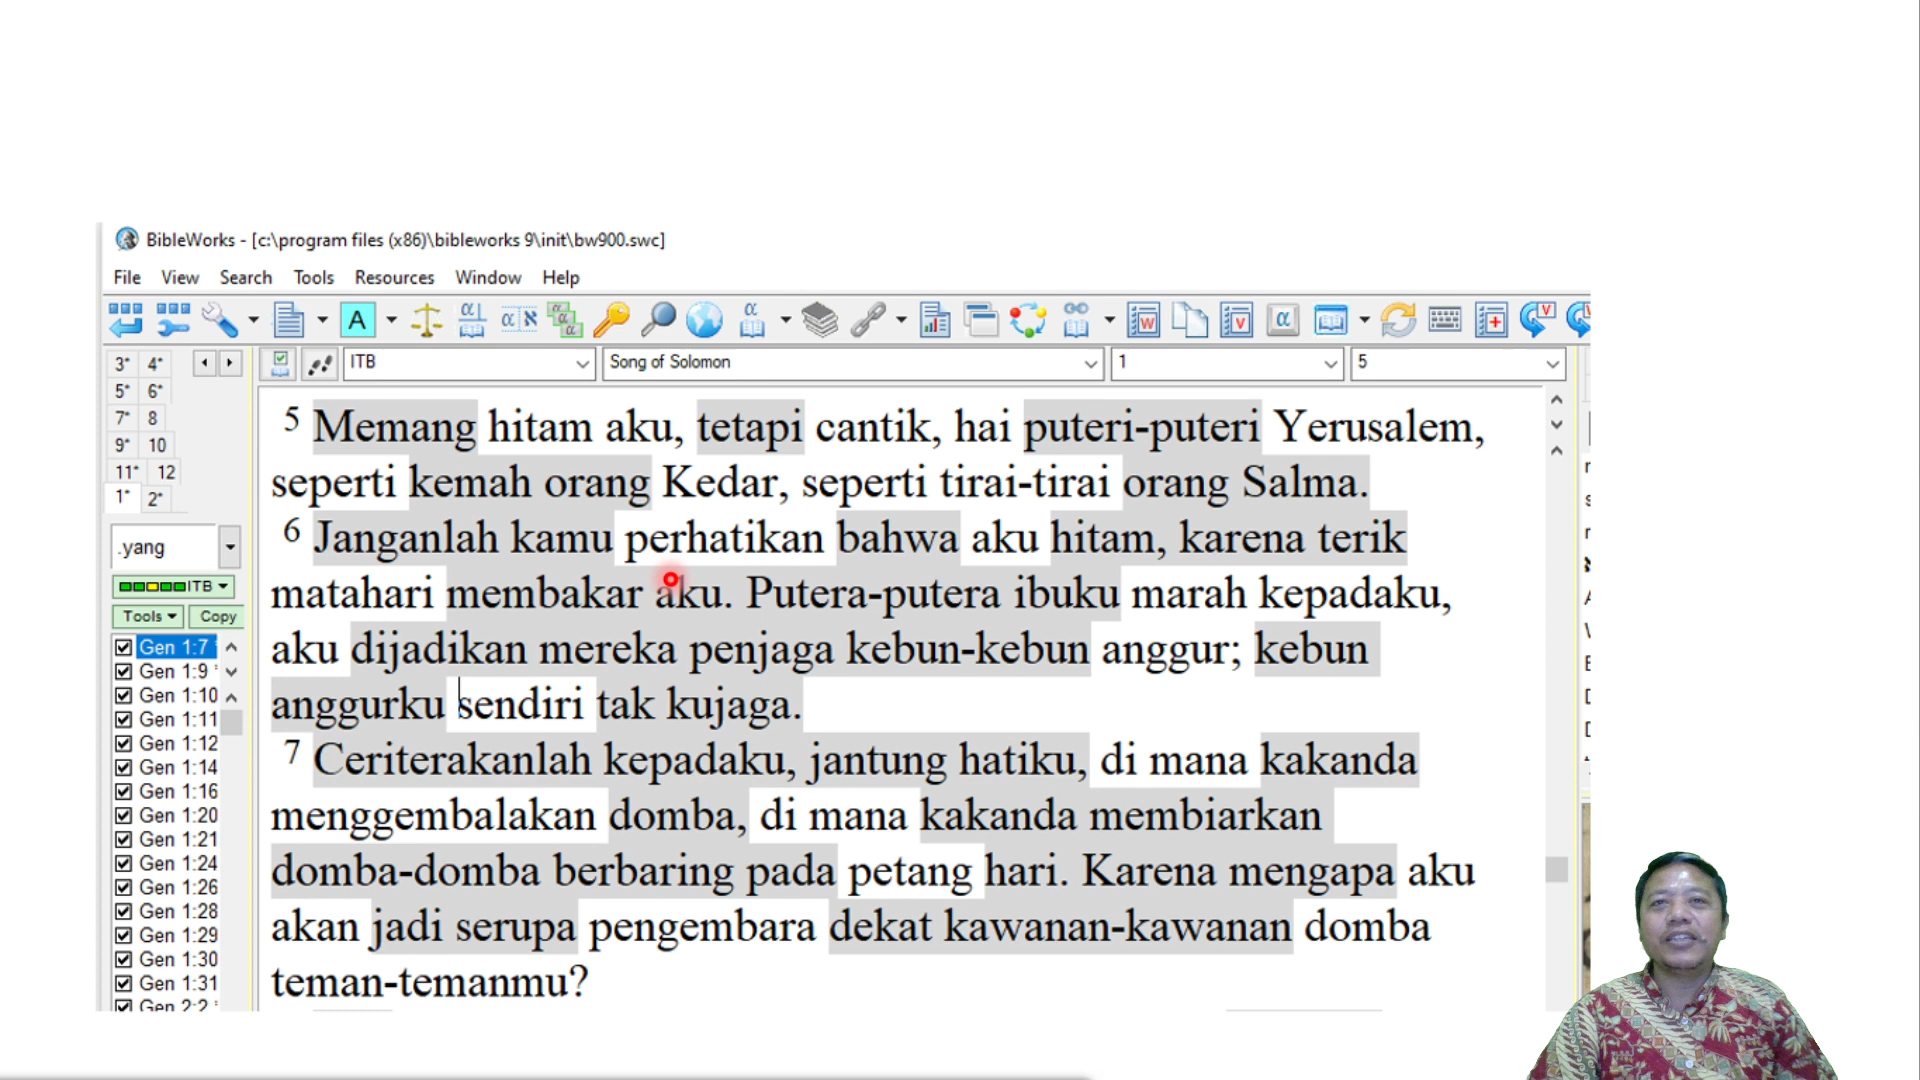 BibleWorks - [c:\program files (x86)\bibleworks 9\init\bw900.swc]
File View Search Tools Resources Window Help
3* 4*
5* 6*
7* 8
9* 10
11* 12
1* 2*
ITB Song of Solomon 1 5
.yang
ITB
Tools Copy
Gen 1:7
Gen 1:9
Gen 1:10
Gen 1:11
Gen 1:12
Gen 1:14
Gen 1:16
Gen 1:20
Gen 1:21
Gen 1:24
Gen 1:26
Gen 1:28
Gen 1:29
Gen 1:30
Gen 1:31
Gen 2:2
5 Memang hitam aku, tetapi cantik, hai puteri-puteri Yerusalem,
seperti kemah orang Kedar, seperti tirai-tirai orang Salma.
6 Janganlah kamu perhatikan bahwa aku hitam, karena terik
matahari membakar aku. Putera-putera ibuku marah kepadaku,
aku dijadikan mereka penjaga kebun-kebun anggur; kebun
anggurku sendiri tak kujaga.
7 Ceriterakanlah kepadaku, jantung hatiku, di mana kakanda
menggembalakan domba, di mana kakanda membiarkan
domba-domba berbaring pada petang hari. Karena mengapa aku
akan jadi serupa pengembara dekat kawanan-kawanan domba
teman-temanmu?